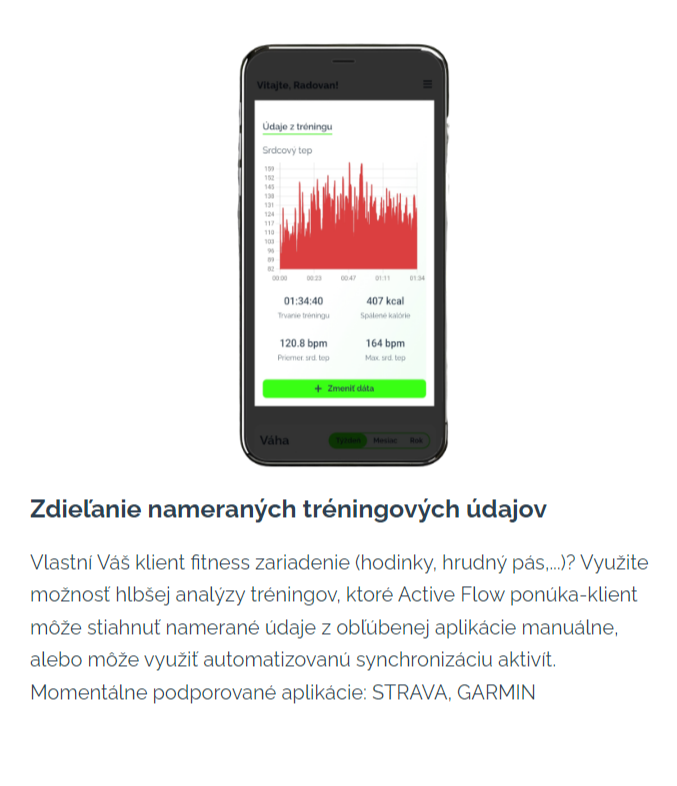 Vitajte, Radovan!
Údaje z tréningu
Srdcový tep
159
152
145
138
131
124
117
110
103
96
89
82
00:00 00:23 00:47 01:11 01:34
01:34:40 407 kcal
Trvanie tréningu Spálené kalórie
120.8 bpm 164 bpm
Priemer. srd. tep Max. srd. tep
+ Zmeniť dáta
Váha Týždeň Mesiac Rok
Zdieľanie nameraných tréningových údajov
Vlastní Váš klient fitness zariadenie (hodinky, hrudný pás,...)? Využite
možnosť hlbšej analýzy tréningov, ktoré Active Flow ponúka-klient
môže stiahnuť namerané údaje z obľúbenej aplikácie manuálne,
alebo môže využiť automatizovanú synchronizáciu aktivít.
Momentálne podporované aplikácie: STRAVA, GARMIN